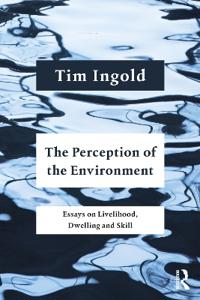 Tim Ingold
The Perception of
the Environment
Essays on Livelihood,
Dwelling and Skill